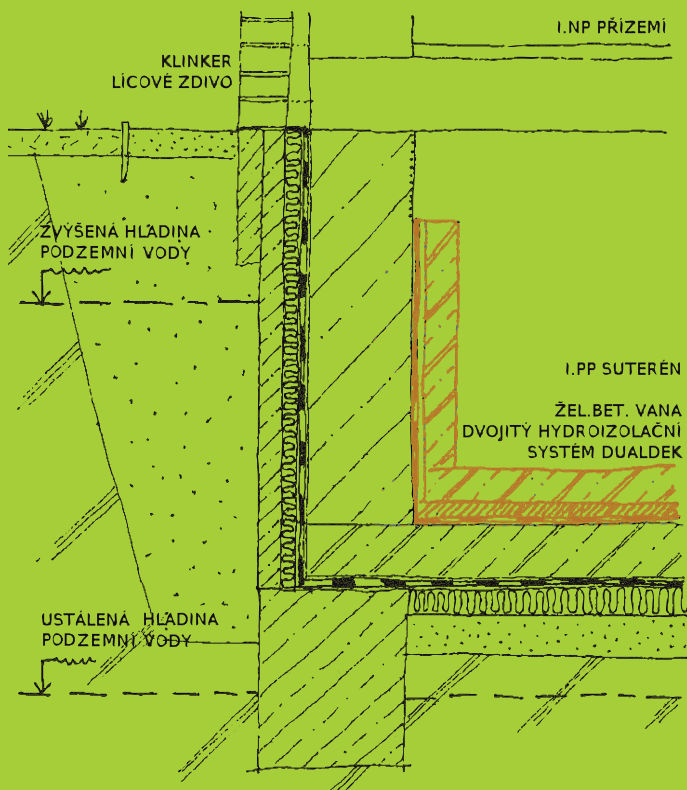 I.NP PŘÍZEMÍ
KLINKER
LÍCOVÉ ZDIVO
ZVÝŠENÁ HLADINA
PODZEMNÍ VODY
I.PP SUTERÉN
ŽEL.BET. VANA
DVOJITÝ HYDROIZOLAČNÍ
SYSTÉM DUALDEK
USTÁLENÁ HLADINA
PODZEMNÍ VODY